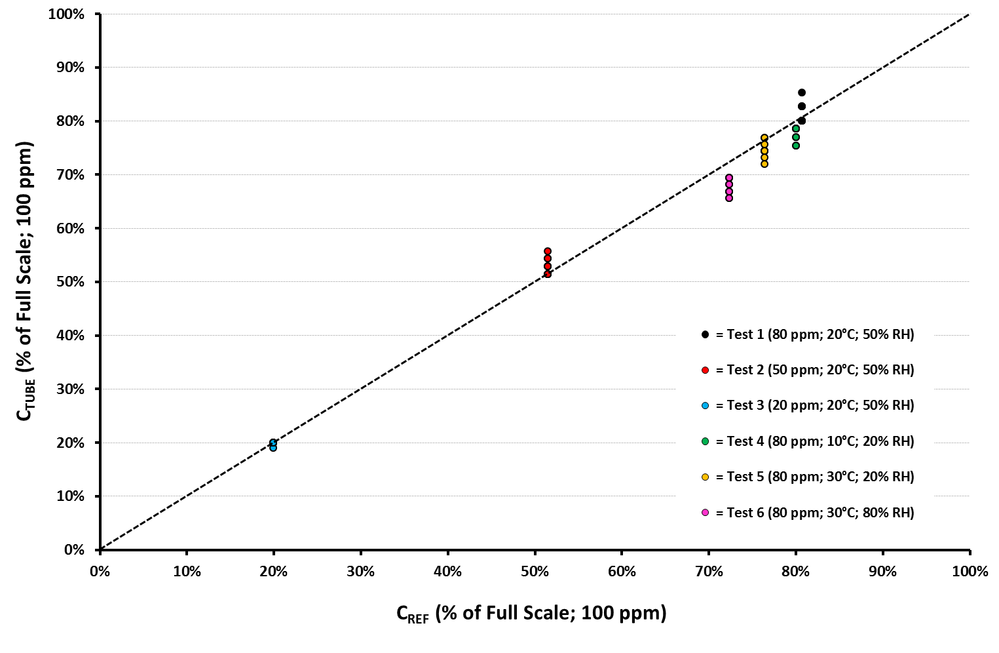 100%
90%
80%
70%
60%
50%
40%
30%
20%
10%
0%
C_TUBE (% of Full Scale; 100 ppm)
= Test 1 (80 ppm; 20°C; 50% RH)
= Test 2 (50 ppm; 20°C; 50% RH)
= Test 3 (20 ppm; 20°C; 50% RH)
= Test 4 (80 ppm; 10°C; 20% RH)
= Test 5 (80 ppm; 30°C; 20% RH)
= Test 6 (80 ppm; 30°C; 80% RH)
0% 10% 20% 30% 40% 50% 60% 70% 80% 90% 100%
C_REF (% of Full Scale; 100 ppm)